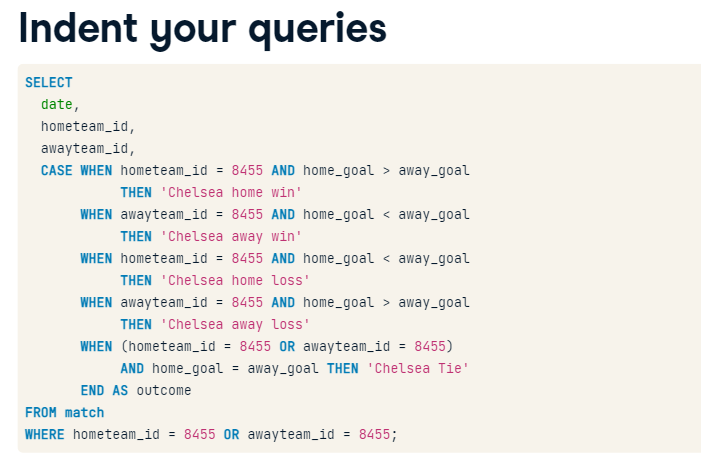 Indent your queries
SELECT
date,
hometeam_id,
awayteam_id,
CASE WHEN hometeam_id = 8455 AND home_goal > away_goal
THEN 'Chelsea home win'
WHEN awayteam_id = 8455 AND home_goal < away_goal
THEN 'Chelsea away win'
WHEN hometeam_id = 8455 AND home_goal < away_goal
THEN 'Chelsea home loss'
WHEN awayteam_id = 8455 AND home_goal > away_goal
THEN 'Chelsea away loss'
WHEN (hometeam_id = 8455 OR awayteam_id = 8455)
AND home_goal = away_goal THEN 'Chelsea Tie'
END AS outcome
FROM match
WHERE hometeam_id = 8455 OR awayteam_id = 8455;